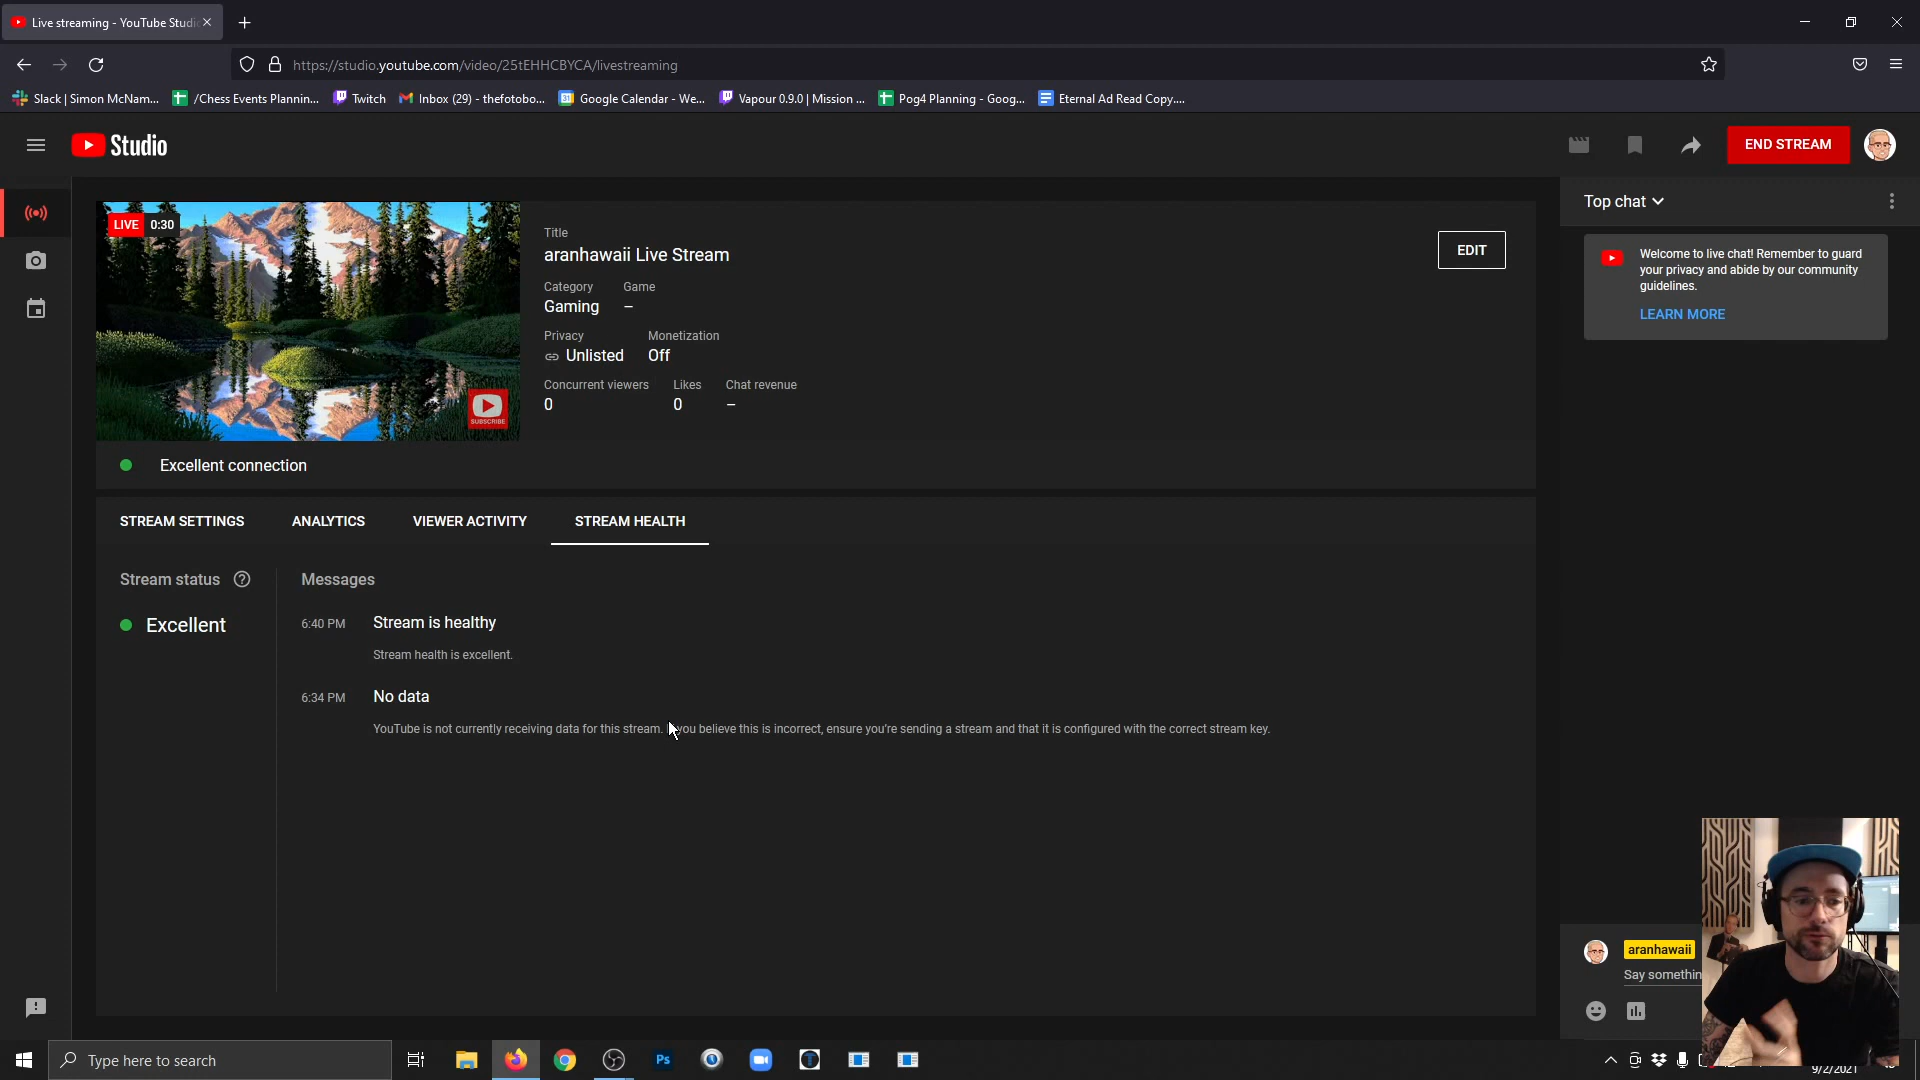 Live streaming - YouTube Studi
https://studio.youtube.com/video/25tEHHCBYCA/livestreaming
Slack | Simon McNam... /Chess Events Plannin... Twitch Inbox (29) - thefotobo... Google Calendar - We... Vapour 0.9.0 | Mission ... Pog4 Planning - Goog... Eternal Ad Read Copy....
Studio
END STREAM
LIVE 0:30
SUBSCRIBE
Title
aranhawaii Live Stream
EDIT
Category Game
Gaming –
Privacy Monetization
Unlisted Off
Concurrent viewers Likes Chat revenue
0 0 –
Excellent connection
STREAM SETTINGS ANALYTICS VIEWER ACTIVITY STREAM HEALTH
Stream status Messages
Excellent
6:40 PM Stream is healthy
Stream health is excellent.
6:34 PM No data
YouTube is not currently receiving data for this stream. If you believe this is incorrect, ensure you're sending a stream and that it is configured with the correct stream key.
Top chat
Welcome to live chat! Remember to guard
your privacy and abide by our community
guidelines.
LEARN MORE
aranhawaii
Say somethin
Type here to search
Ps
9/2/2021